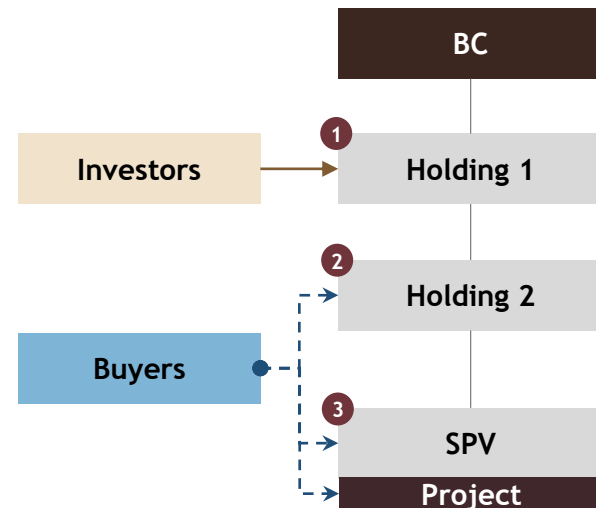 BC
1
Investors
Holding 1
2
Holding 2
Buyers
3
SPV
Project